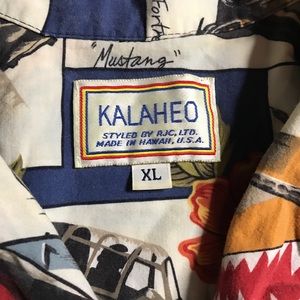 "Mustang"
KALAHEO
STYLED BY RJC, LTD.
MADE IN HAWAII, U.S.A.
XL